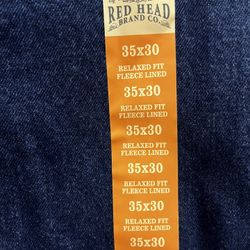 RED HEAD
BRAND CO.
35x30
RELAXED FIT
FLEECE LINED
35x30
RELAXED FIT
FLEECE LINED
35x30
RELAXED FIT
FLEECE LINED
35x30
RELAXED FIT
FLEECE LINED
35x30
RELAXED FIT
FLEECE LINED
35x30